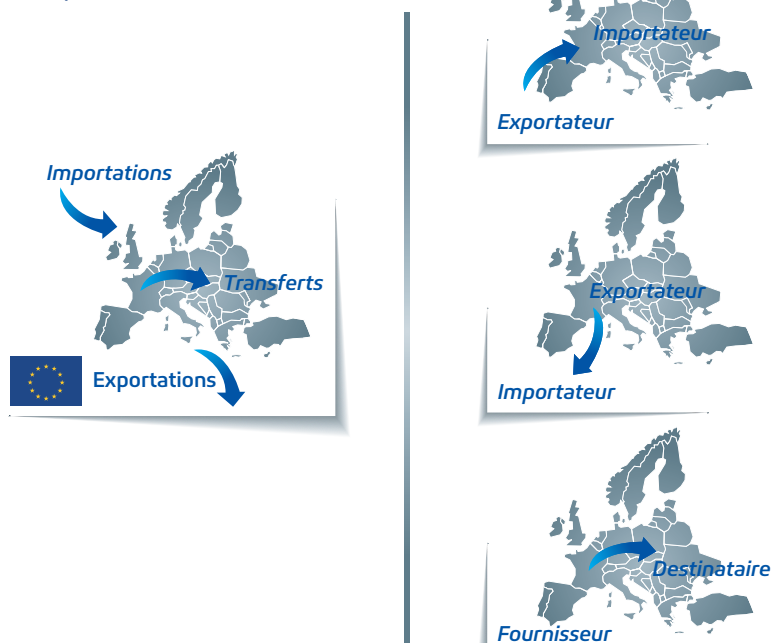 Importations
Transferts
Exportations
Importateur
Exportateur
Exportateur
Importateur
Destinataire
Fournisseur